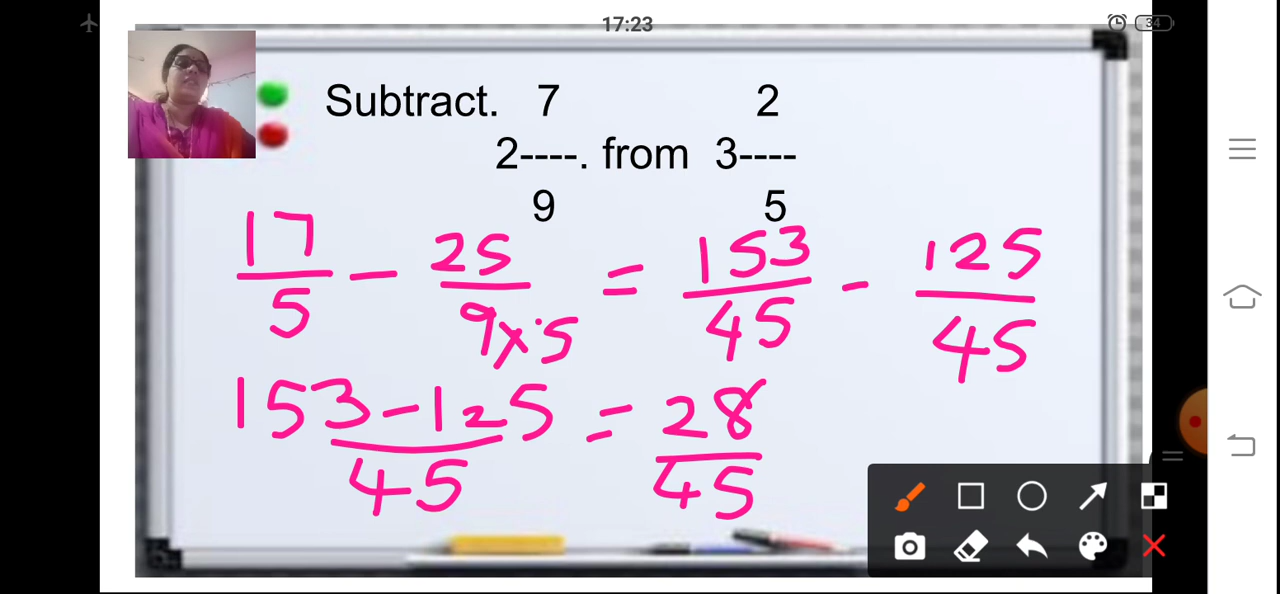 17:23
34
Subtract. 7 2
2----. from 3----
9 5
17/5 - 25/9x5 = 153/45 - 125/45
153-125/45 = 28/45